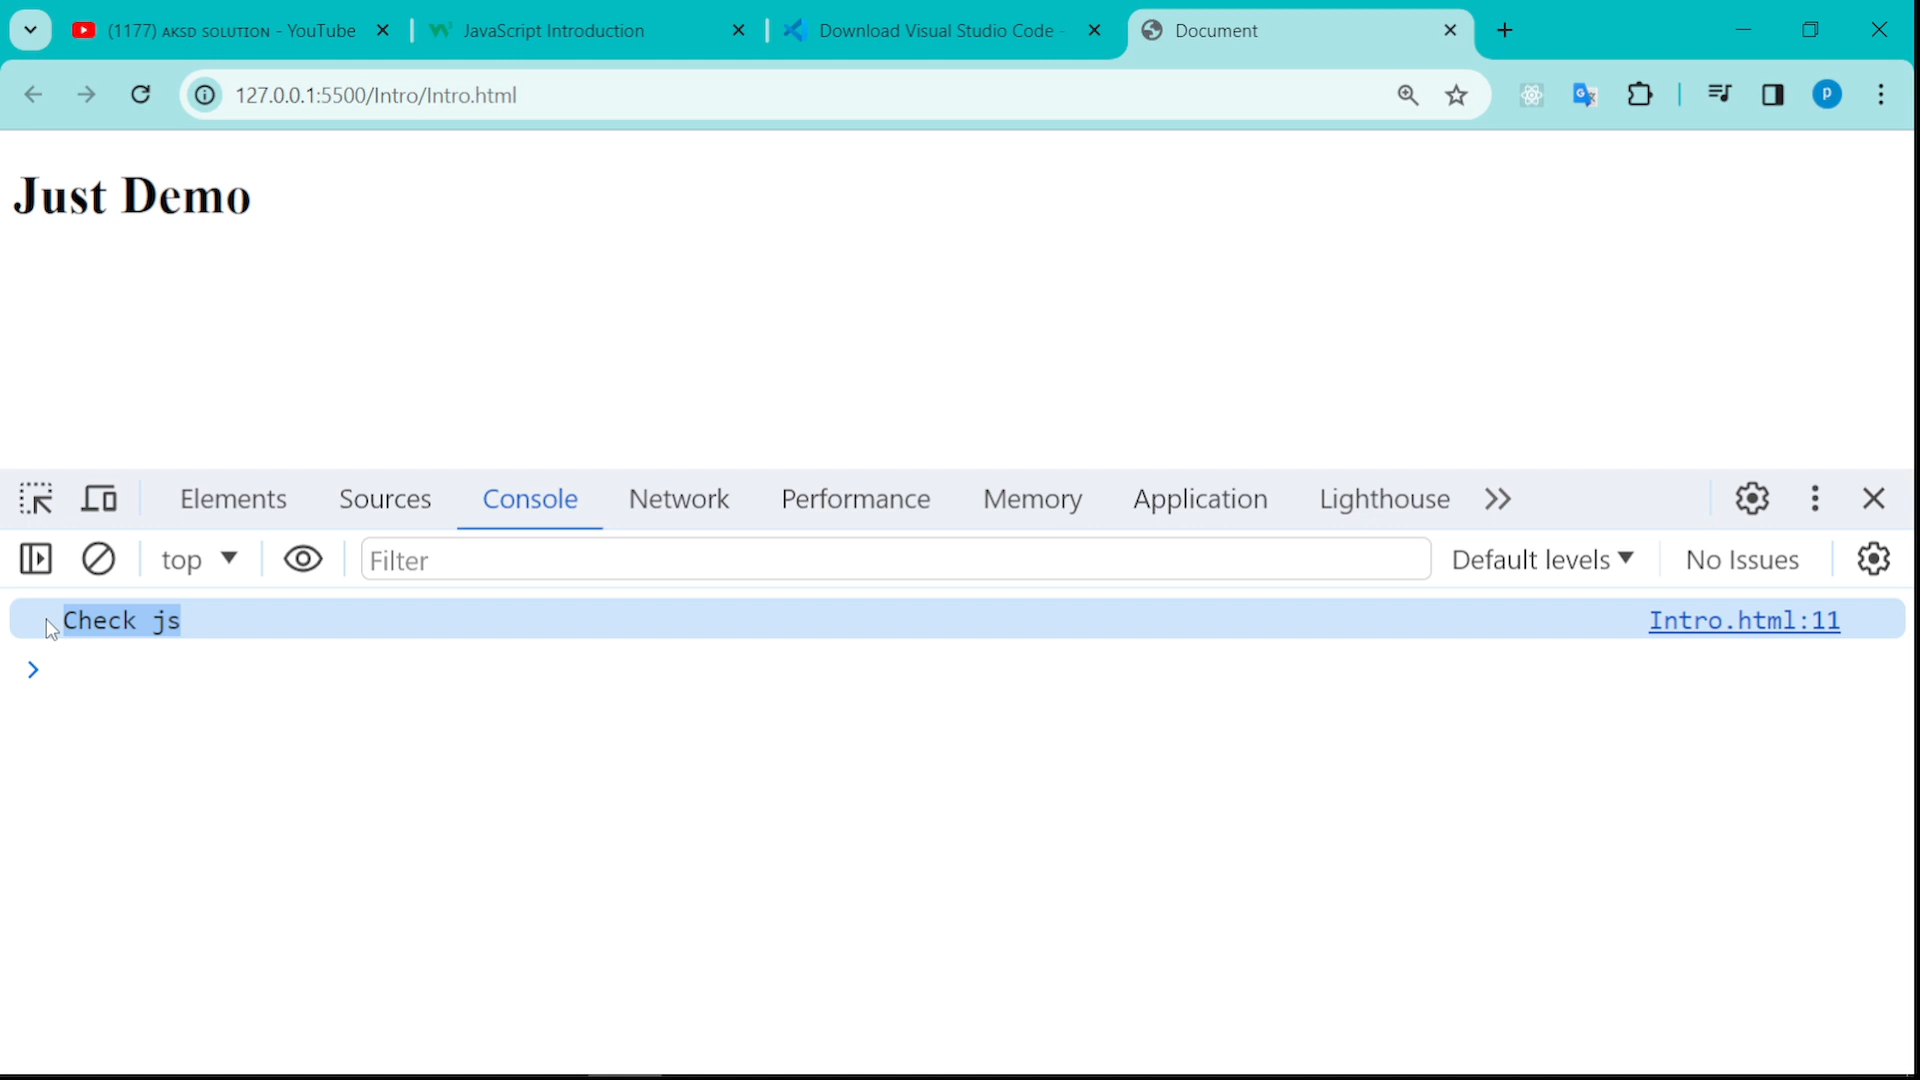 (1177) ᴀᴋsᴅ sᴏʟᴜᴛɪᴏɴ - YouTube
JavaScript Introduction
Download Visual Studio Code -
Document
127.0.0.1:5500/Intro/Intro.html
P
Just Demo
Elements Sources Console Network Performance Memory Application Lighthouse
top Filter Default levels No Issues
Check js Intro.html:11